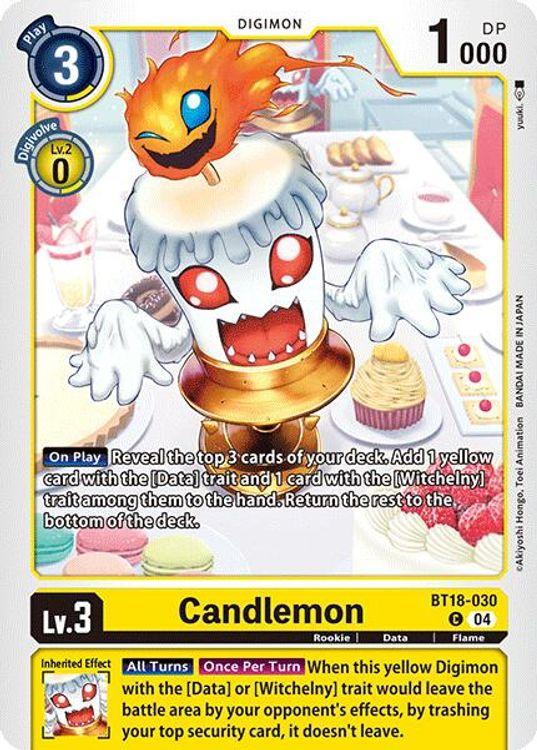 DIGIMON
Play
3
1000
DP
Digivolve
Lv.2
0
yuuki.
©Akiyoshi Hongo, Toei Animation BANDAI MADE IN JAPAN
On Play Reveal the top 3 cards of your deck. Add 1 yellow
card with the [Data] trait and 1 card with the [Witchelny]
trait among them to the hand. Return the rest to the
bottom of the deck.
Lv.3
Candlemon
BT18-030
C 04
Rookie | Data | Flame
Inherited Effect
All Turns Once Per Turn When this yellow Digimon
with the [Data] or [Witchelny] trait would leave the
battle area by your opponent's effects, by trashing
your top security card, it doesn't leave.